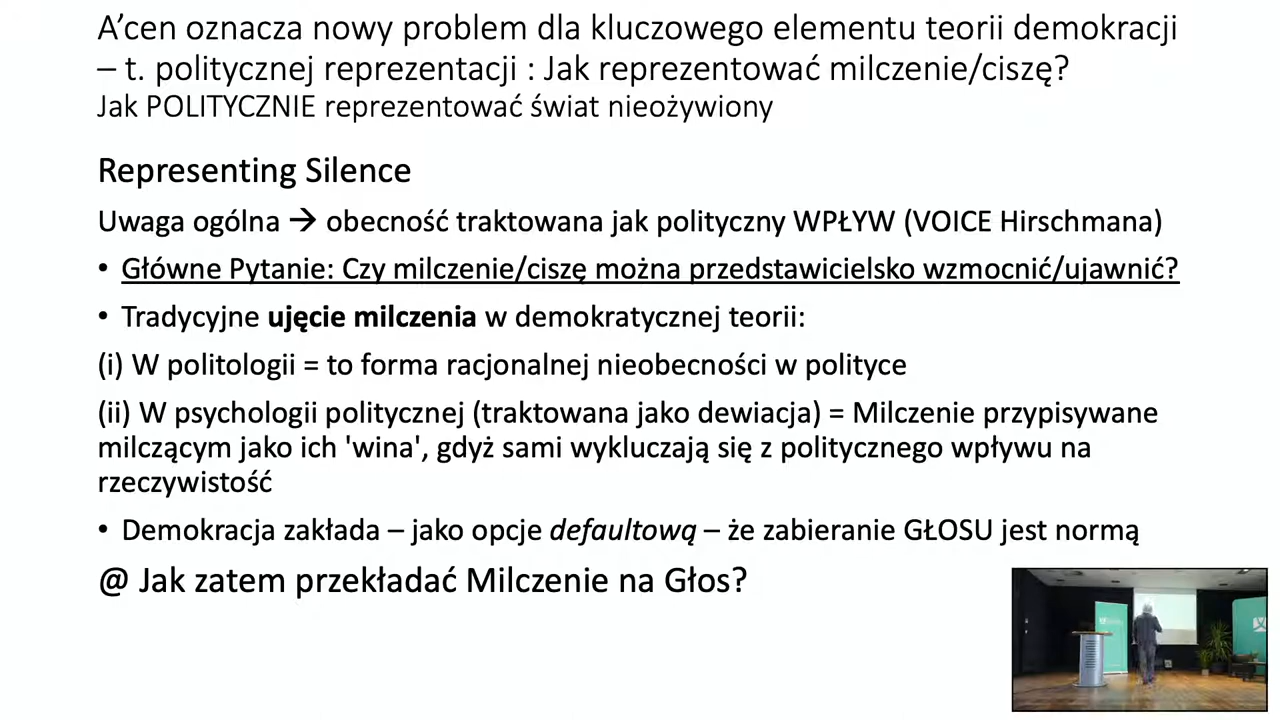 A’cen oznacza nowy problem dla kluczowego elementu teorii demokracji
– t. politycznej reprezentacji : Jak reprezentować milczenie/ciszę?
Jak POLITYCZNIE reprezentować świat nieożywiony
Representing Silence
Uwaga ogólna → obecność traktowana jak polityczny WPŁYW (VOICE Hirschmana)
• Główne Pytanie: Czy milczenie/ciszę można przedstawicielsko wzmocnić/ujawnić?
• Tradycyjne ujęcie milczenia w demokratycznej teorii:
(i) W politologii = to forma racjonalnej nieobecności w polityce
(ii) W psychologii politycznej (traktowana jako dewiacja) = Milczenie przypisywane
milczącym jako ich 'wina', gdyż sami wykluczają się z politycznego wpływu na
rzeczywistość
• Demokracja zakłada – jako opcje defaultową – że zabieranie GŁOSU jest normą
@ Jak zatem przekładać Milczenie na Głos?